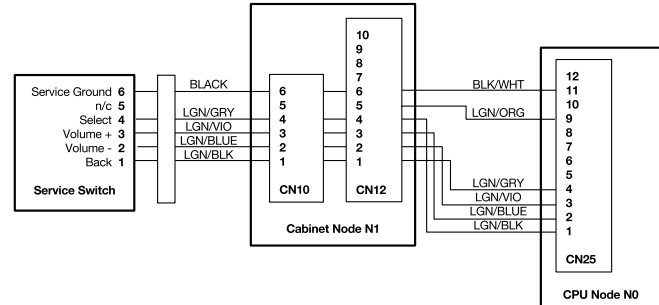 Service Ground 6
n/c 5
Select 4
Volume + 3
Volume - 2
Back 1
Service Switch
BLACK
LGN/GRY
LGN/VIO
LGN/BLUE
LGN/BLK
6
5
4
3
2
1
CN10
10
9
8
7
6
5
4
3
2
1
CN12
Cabinet Node N1
BLK/WHT
LGN/ORG
LGN/GRY
LGN/VIO
LGN/BLUE
LGN/BLK
12
11
10
9
8
7
6
5
4
3
2
1
CN25
CPU Node N0